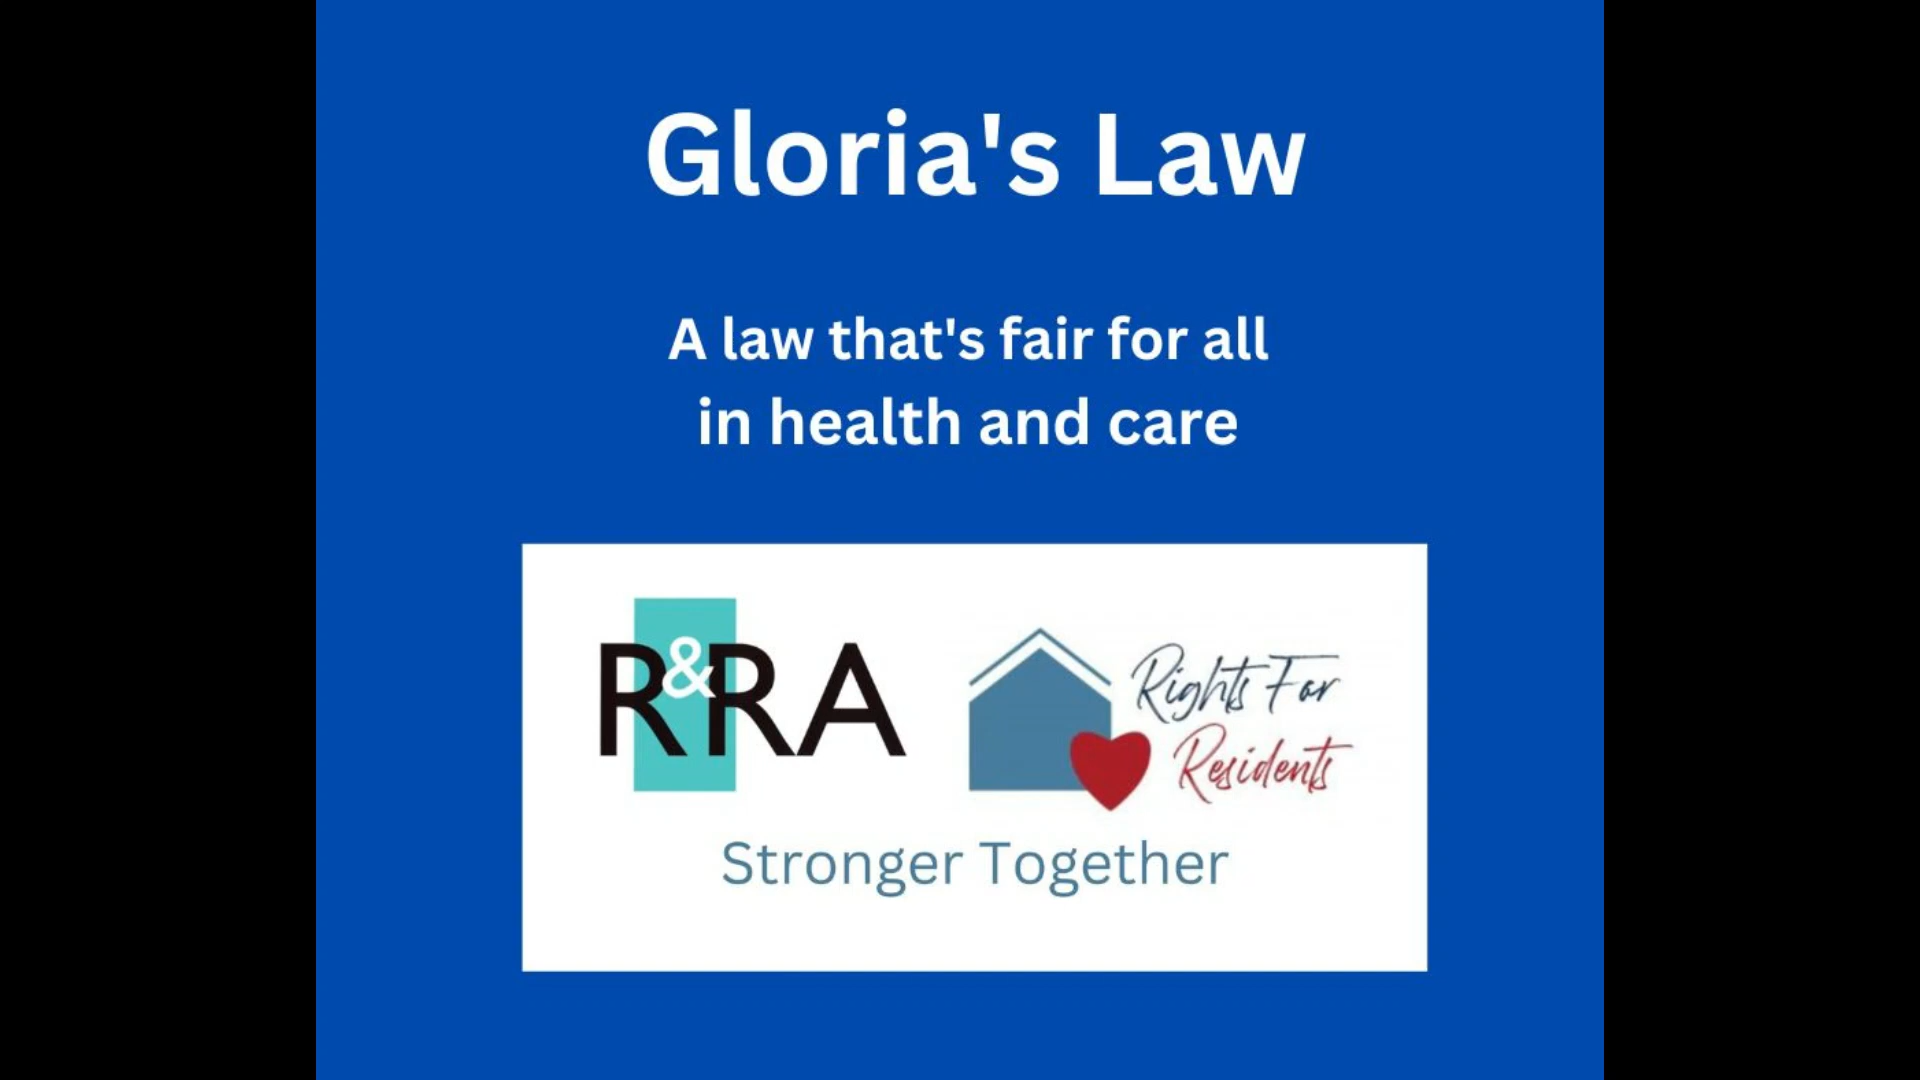 Gloria's Law
A law that's fair for all
in health and care
R&RA
Rights For
Residents
Stronger Together